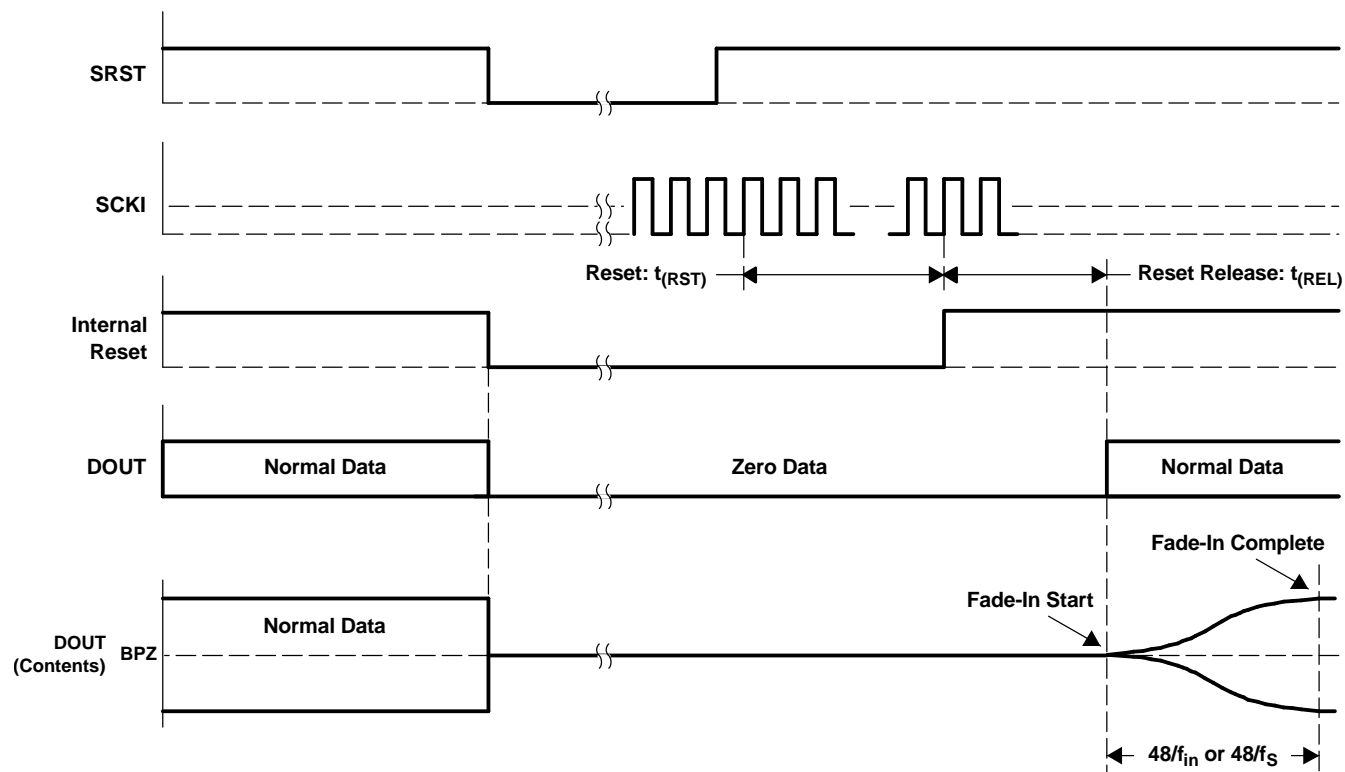 SRST
SCKI
Reset: t(RST)
Reset Release: t(REL)
Internal
Reset
DOUT
Normal Data
Zero Data
Normal Data
Fade-In Complete
Fade-In Start
Normal Data
DOUT
(Contents)
BPZ
48/fin or 48/fS